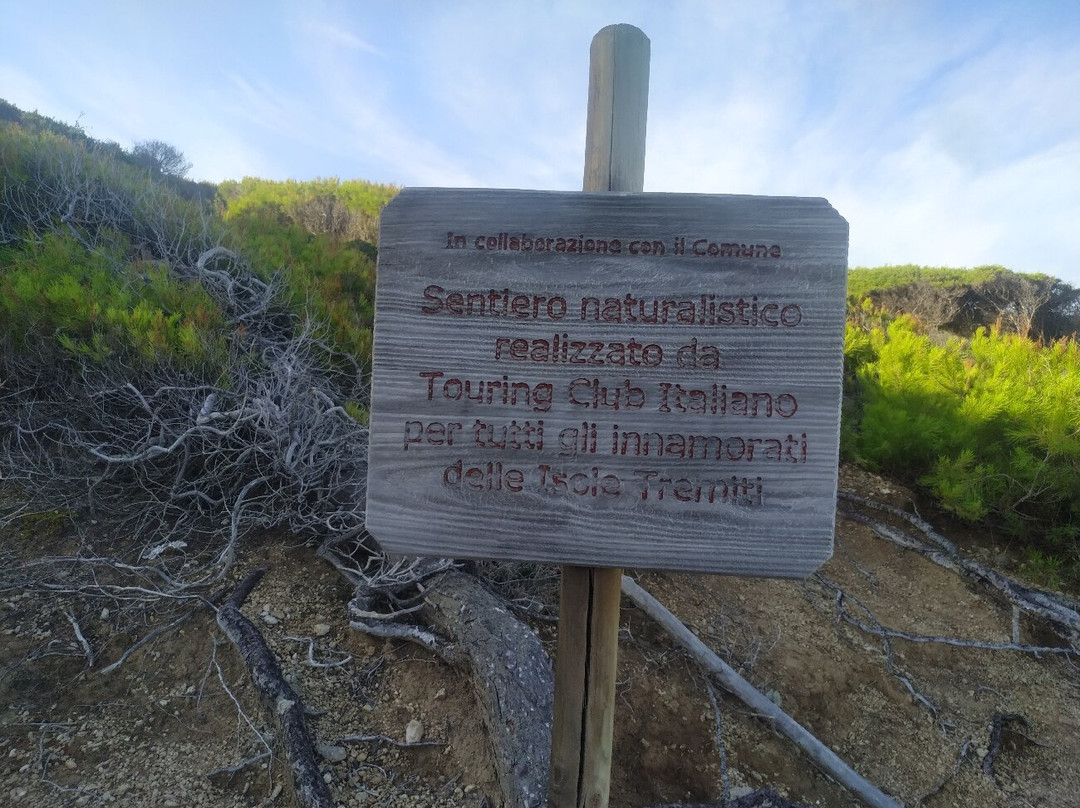 In collaborazione con il Comune
Sentiero naturalistico
realizzato da
Touring Club Italiano
per tutti gli innamorati
delle Isole Tremiti